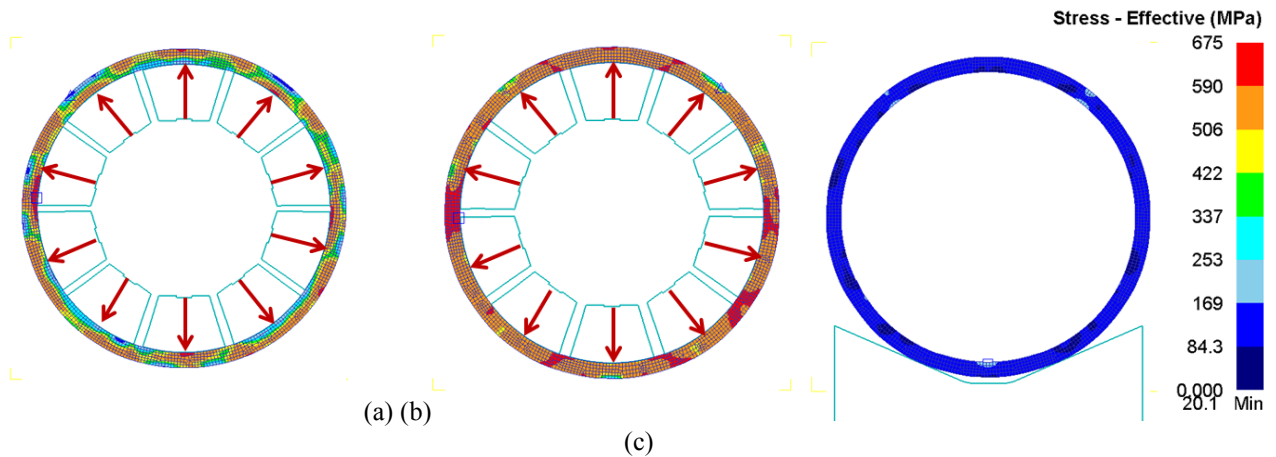 Stress - Effective (MPa)
675
590
506
422
337
253
169
84.3
0.000
20.1 Min
(a) (b)
(c)